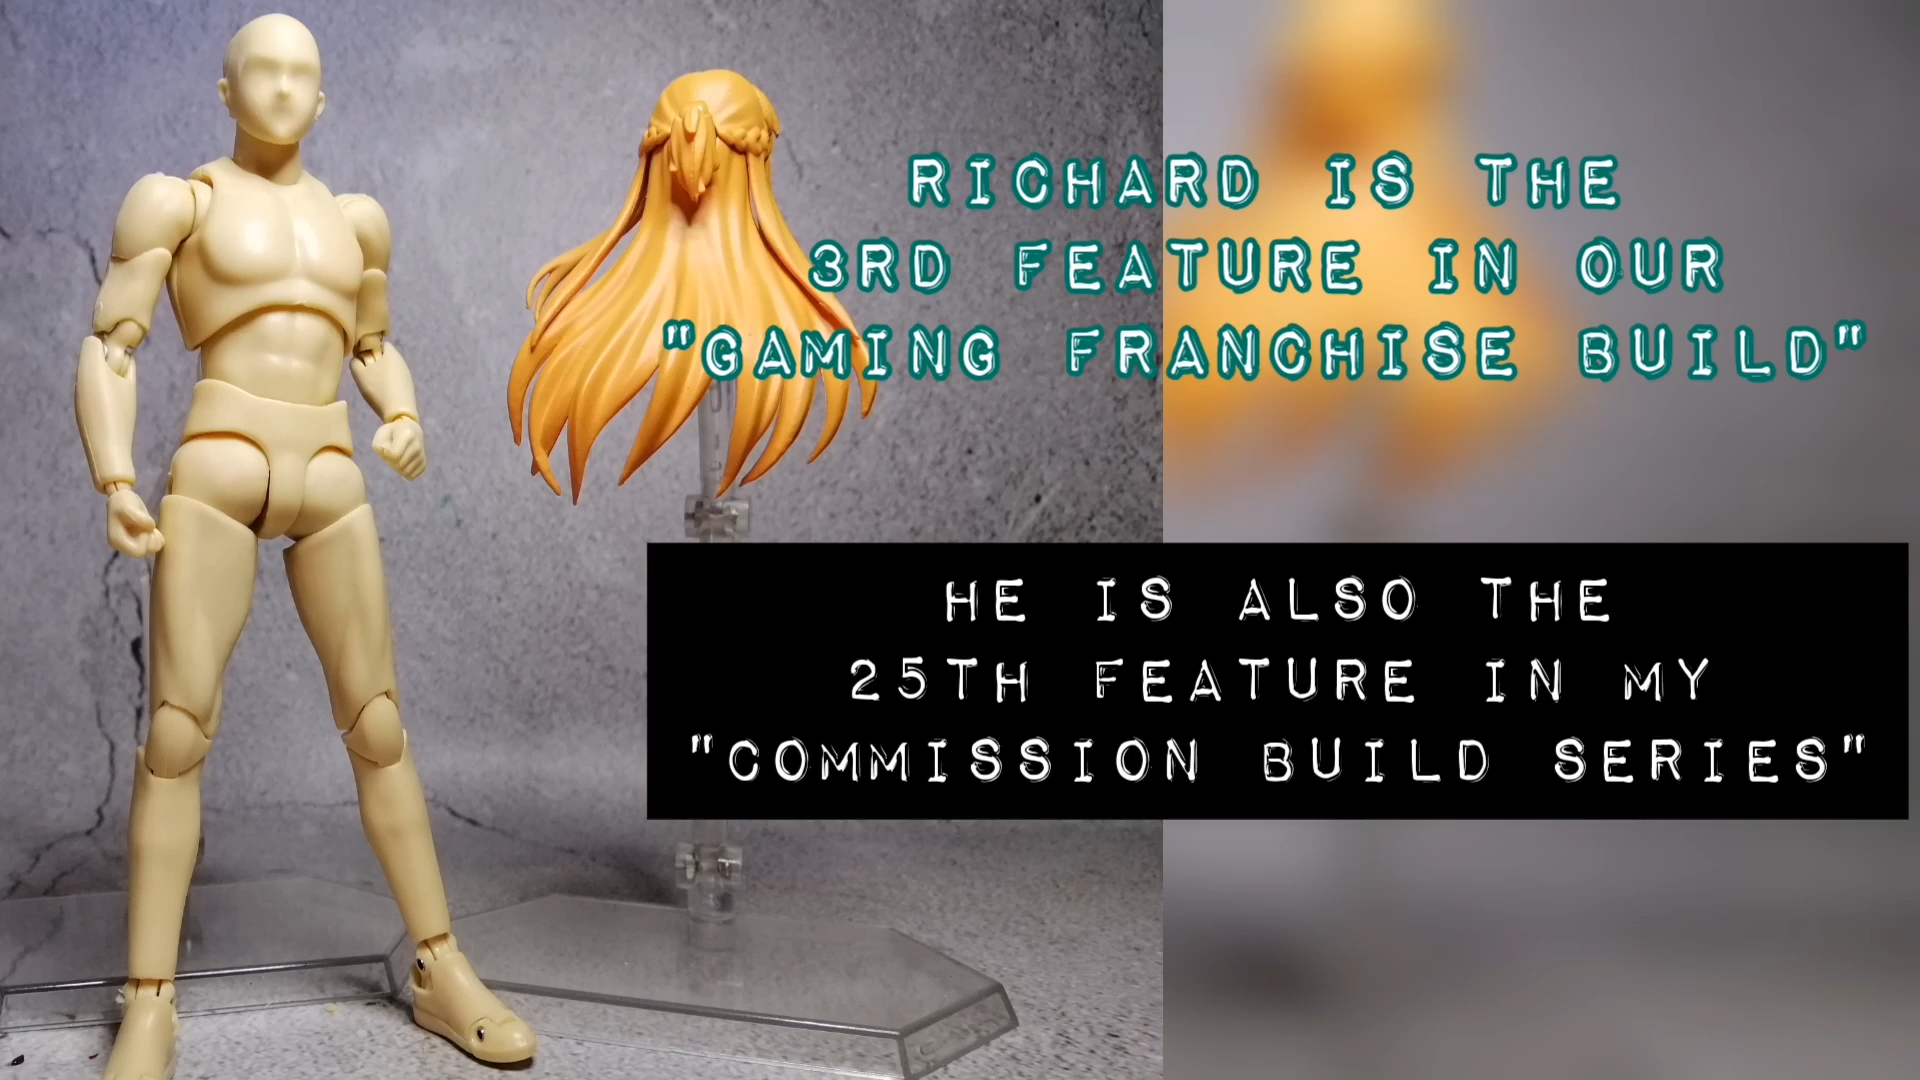 RICHARD IS THE
3RD FEATURE IN OUR
"GAMING FRANCHISE BUILD"
HE IS ALSO THE
25TH FEATURE IN MY
"COMMISSION BUILD SERIES"